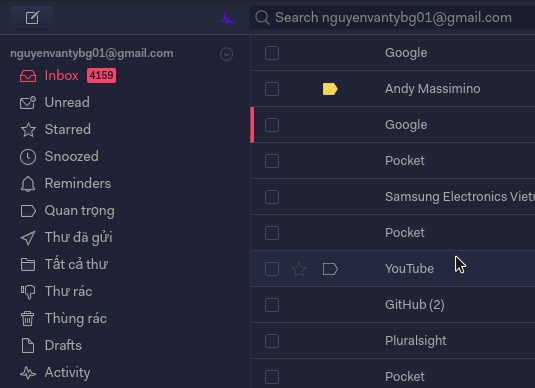 Search nguyenvantybg01@gmail.com
nguyenvantybg01@gmail.com
Inbox 4159
Unread
Starred
Snoozed
Reminders
Quan trọng
Thư đã gửi
Tất cả thư
Thư rác
Thùng rác
Drafts
Activity
Google
Andy Massimino
Google
Pocket
Samsung Electronics Vietn
Pocket
YouTube
GitHub (2)
Pluralsight
Pocket